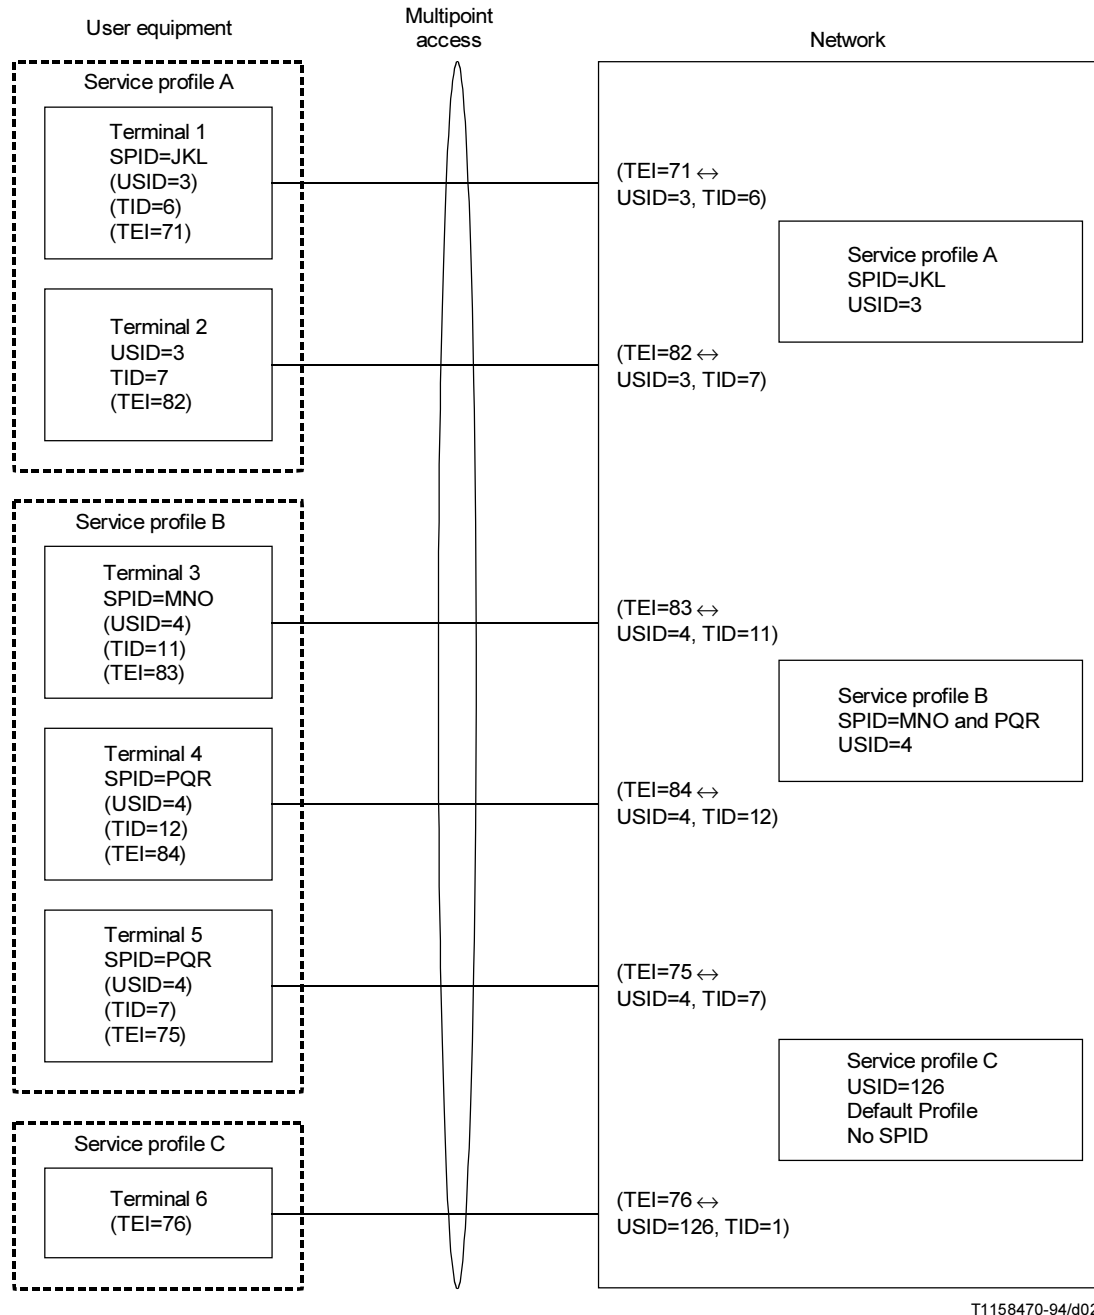 User equipment
Multipoint
access
Network
Service profile A
Terminal 1
SPID=JKL
(USID=3)
(TID=6)
(TEI=71)
(TEI=71 ↔
USID=3, TID=6)
Service profile A
SPID=JKL
USID=3
Terminal 2
USID=3
TID=7
(TEI=82)
(TEI=82 ↔
USID=3, TID=7)
Service profile B
Terminal 3
SPID=MNO
(USID=4)
(TID=11)
(TEI=83)
(TEI=83 ↔
USID=4, TID=11)
Service profile B
SPID=MNO and PQR
USID=4
Terminal 4
SPID=PQR
(USID=4)
(TID=12)
(TEI=84)
(TEI=84 ↔
USID=4, TID=12)
Terminal 5
SPID=PQR
(USID=4)
(TID=7)
(TEI=75)
(TEI=75 ↔
USID=4, TID=7)
Service profile C
USID=126
Default Profile
No SPID
Service profile C
Terminal 6
(TEI=76)
(TEI=76 ↔
USID=126, TID=1)
T1158470-94/d02